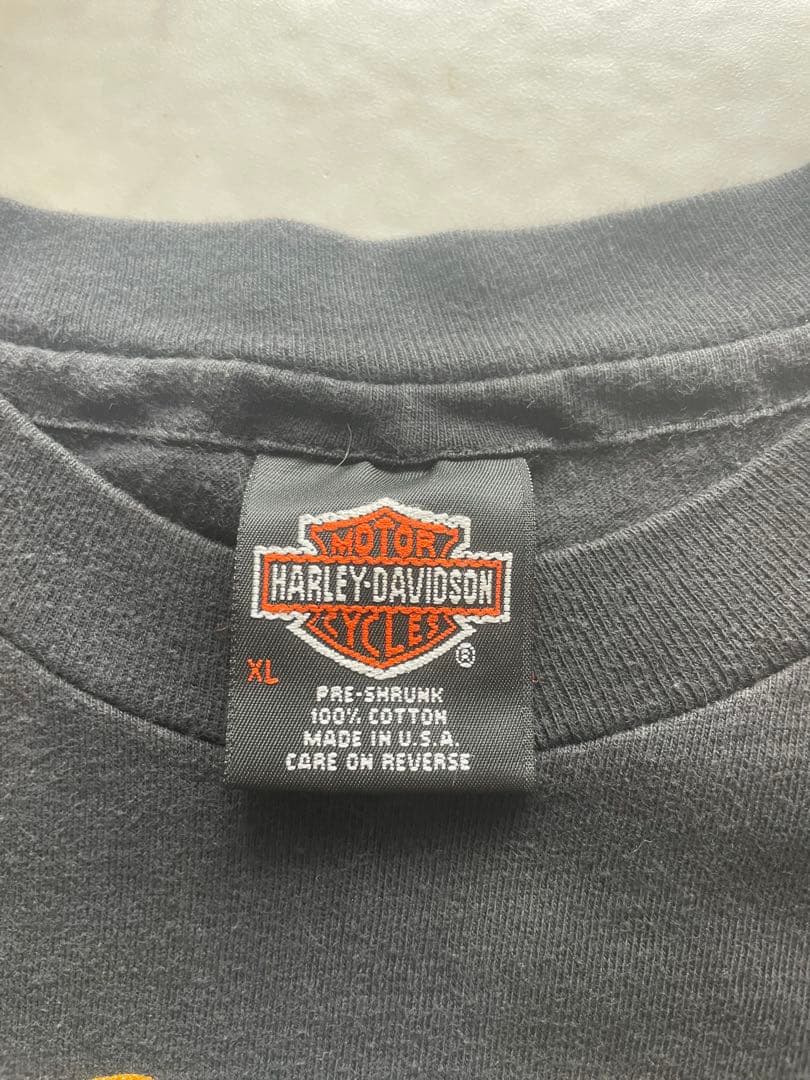 MOTOR
HARLEY-DAVIDSON
CYCLES
®
XL
PRE-SHRUNK
100% COTTON
MADE IN U.S.A.
CARE ON REVERSE